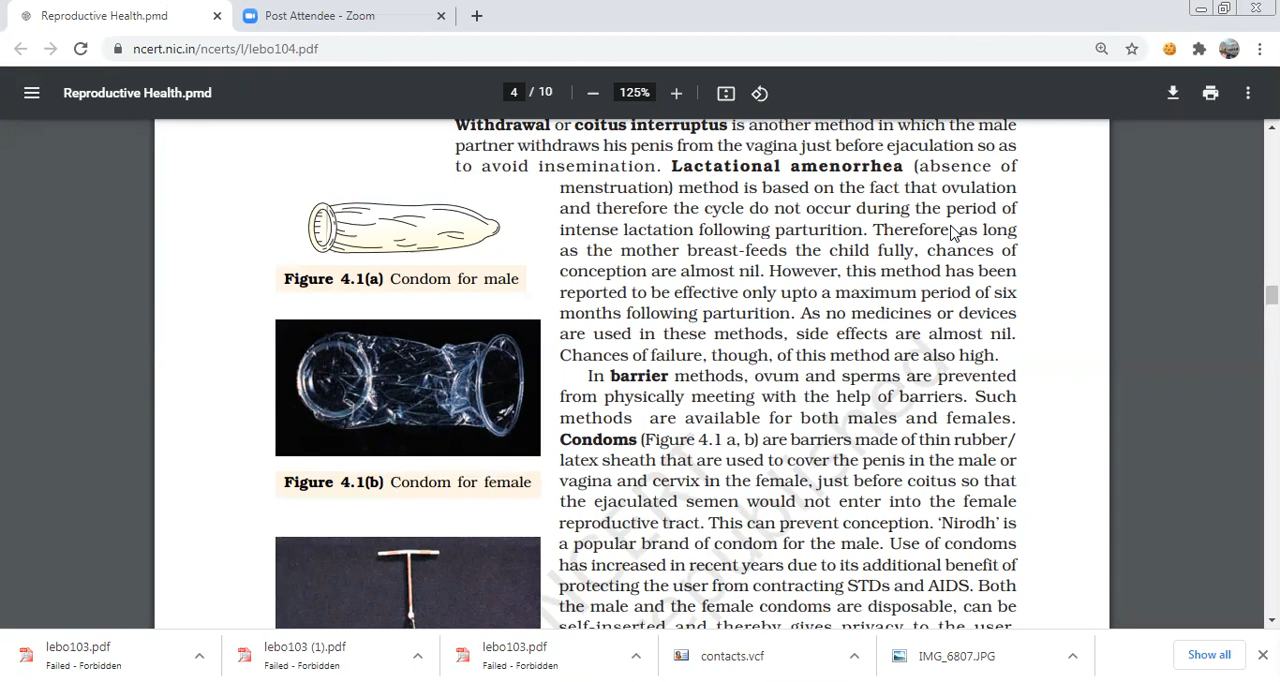 Reproductive Health.pmd
Post Attendee - Zoom
ncert.nic.in/ncerts/l/lebo104.pdf
Reproductive Health.pmd
4 / 10
125%
Withdrawal or coitus interruptus is another method in which the male
partner withdraws his penis from the vagina just before ejaculation so as
to avoid insemination. Lactational amenorrhea (absence of
menstruation) method is based on the fact that ovulation
and therefore the cycle do not occur during the period of
intense lactation following parturition. Therefore, as long
as the mother breast-feeds the child fully, chances of
conception are almost nil. However, this method has been
reported to be effective only upto a maximum period of six
months following parturition. As no medicines or devices
are used in these methods, side effects are almost nil.
Chances of failure, though, of this method are also high.
Figure 4.1(a) Condom for male
In barrier methods, ovum and sperms are prevented
from physically meeting with the help of barriers. Such
methods are available for both males and females.
Condoms (Figure 4.1 a, b) are barriers made of thin rubber/
latex sheath that are used to cover the penis in the male or
vagina and cervix in the female, just before coitus so that
the ejaculated semen would not enter into the female
reproductive tract. This can prevent conception. ‘Nirodh’ is
a popular brand of condom for the male. Use of condoms
has increased in recent years due to its additional benefit of
protecting the user from contracting STDs and AIDS. Both
the male and the female condoms are disposable, can be
self-inserted and thereby gives privacy to the user.
Figure 4.1(b) Condom for female
NCERT
republished
lebo103.pdf
Failed - Forbidden
lebo103 (1).pdf
Failed - Forbidden
lebo103.pdf
Failed - Forbidden
contacts.vcf
IMG_6807.JPG
Show all